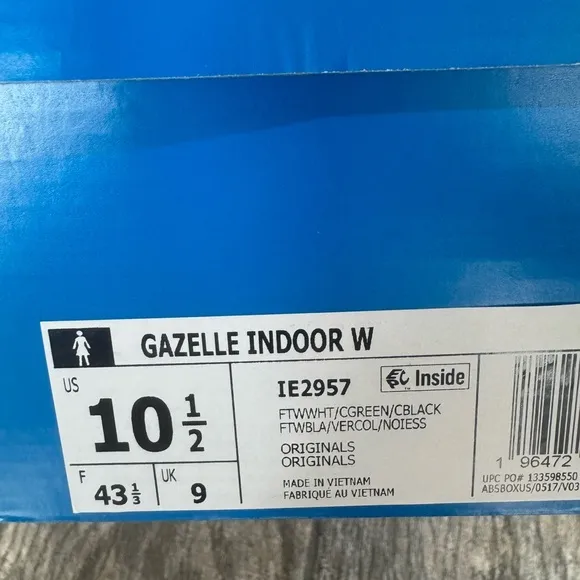 GAZELLE INDOOR W
US
10 1/2
F
43 1/3
UK
9
IE2957
Inside
FTWWHT/CGREEN/CBLACK
FTWBLA/VERCOL/NOIESS
ORIGINALS
ORIGINALS
MADE IN VIETNAM
FABRIQUÉ AU VIETNAM
1 96472
UPC PO# 133598550
ABSBOXUS/0517/V03